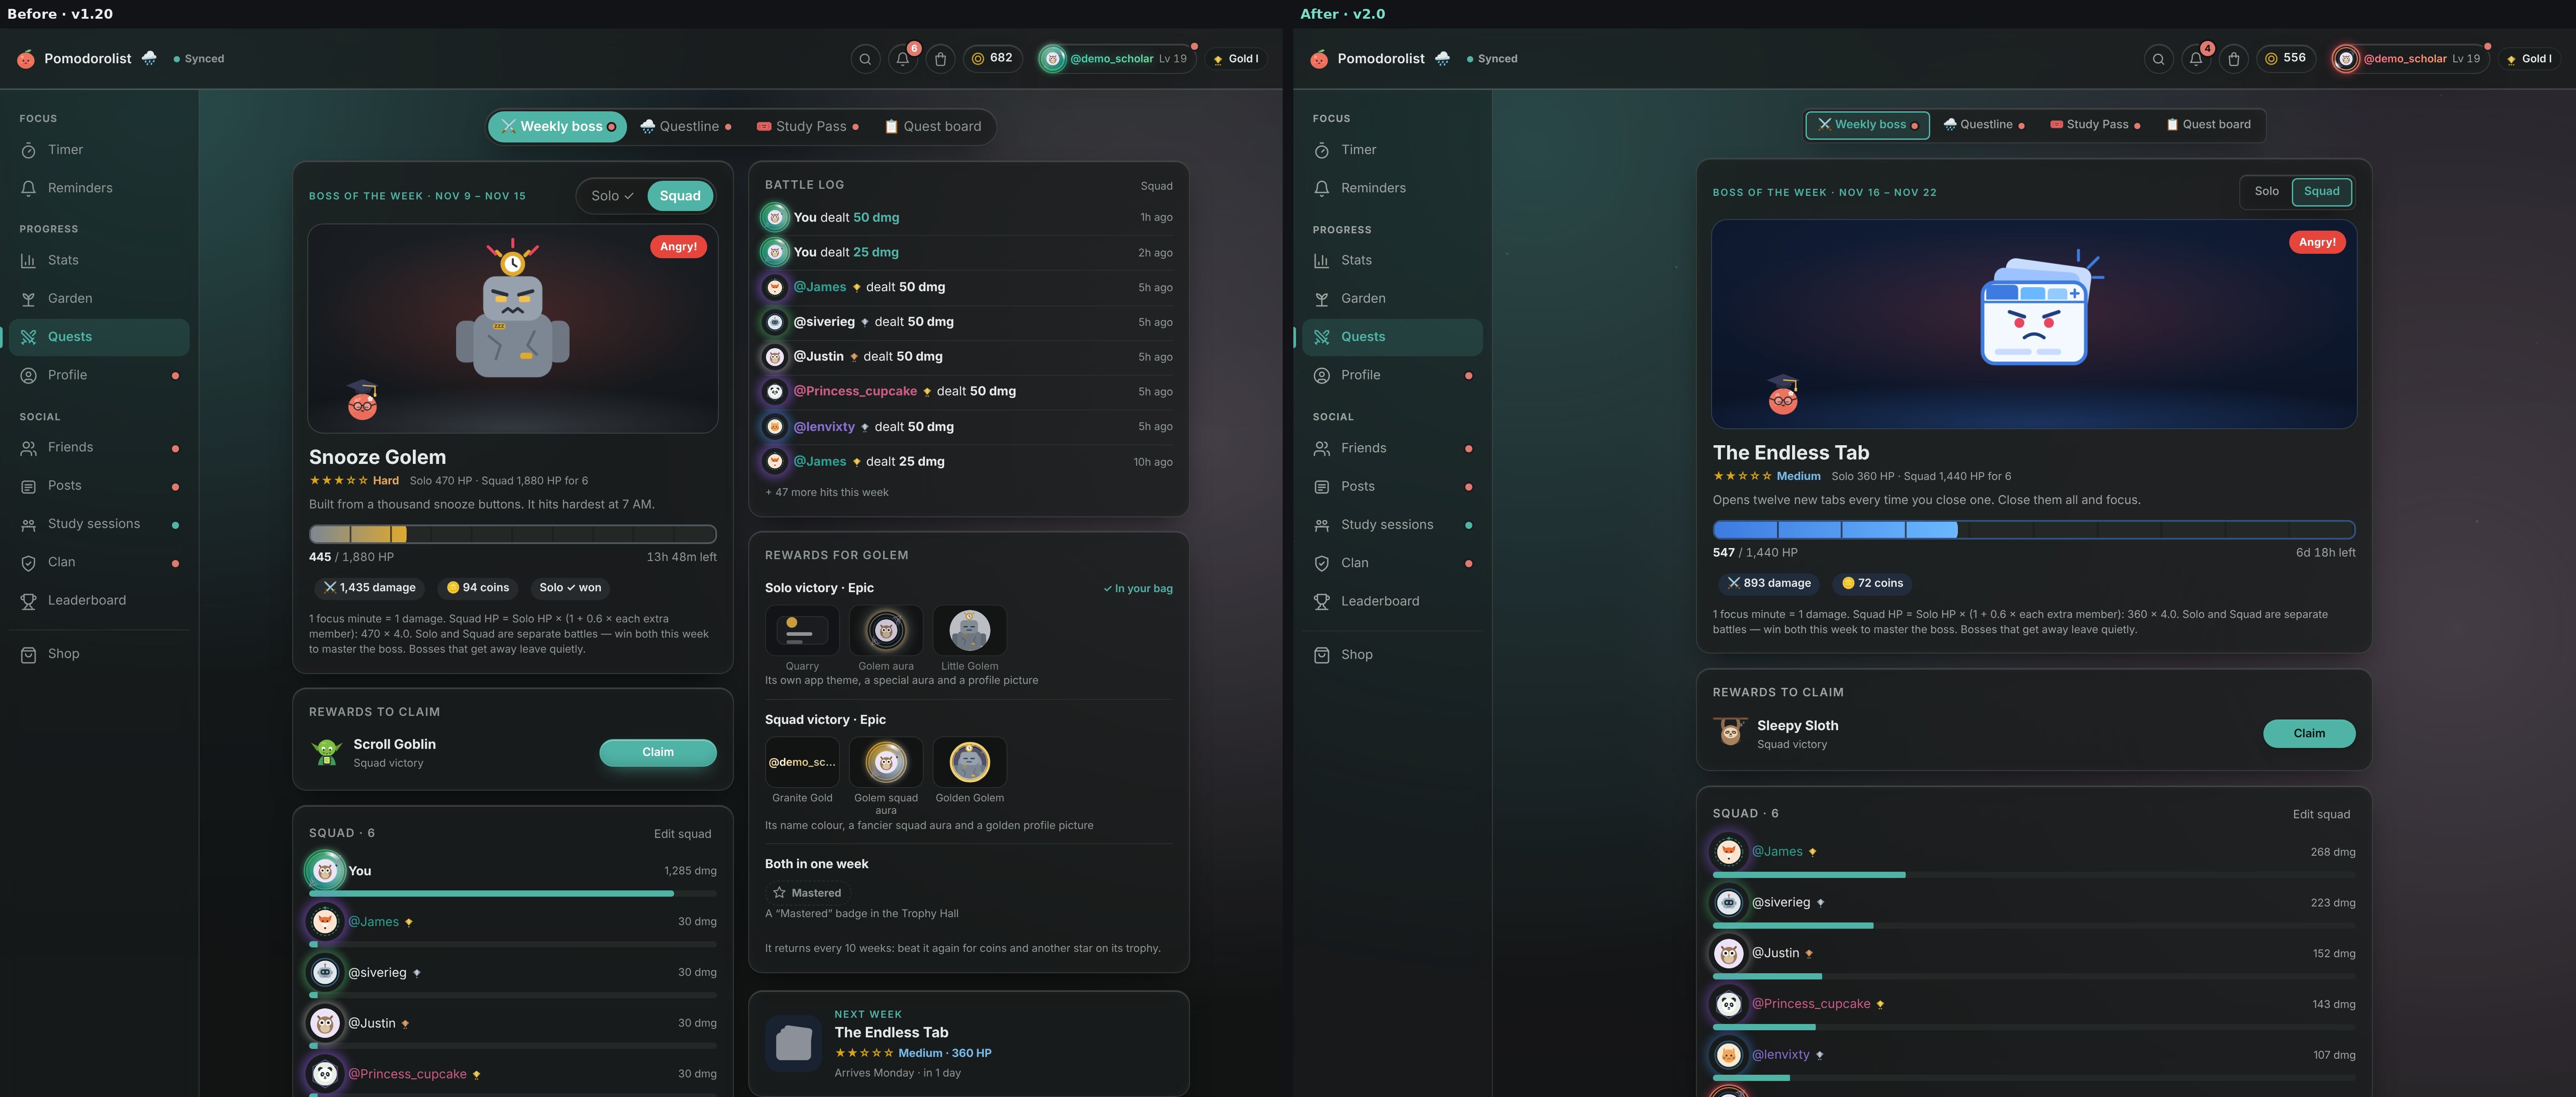 Before · v1.20
Pomodorolist
Synced
6
682
@demo_scholar Lv 19
Gold I
FOCUS
Timer
Reminders
PROGRESS
Stats
Garden
Quests
Profile
SOCIAL
Friends
Posts
Study sessions
Clan
Leaderboard
Shop
Weekly boss
Questline
Study Pass
Quest board
BOSS OF THE WEEK · NOV 9 – NOV 15
Solo ✓
Squad
Angry!
zzz
Snooze Golem
★★★☆☆ Hard Solo 470 HP · Squad 1,880 HP for 6
Built from a thousand snooze buttons. It hits hardest at 7 AM.
445 / 1,880 HP
13h 48m left
1,435 damage
94 coins
Solo ✓ won
1 focus minute = 1 damage. Squad HP = Solo HP × (1 + 0.6 × each extra
member): 470 × 4.0. Solo and Squad are separate battles — win both this week
to master the boss. Bosses that get away leave quietly.
REWARDS TO CLAIM
Scroll Goblin
Squad victory
Claim
SQUAD · 6
Edit squad
You
1,285 dmg
@James
30 dmg
@siverieg
30 dmg
@Justin
30 dmg
@Princess_cupcake
30 dmg
BATTLE LOG
Squad
You dealt 50 dmg
1h ago
You dealt 25 dmg
2h ago
@James dealt 50 dmg
5h ago
@siverieg dealt 50 dmg
5h ago
@Justin dealt 50 dmg
5h ago
@Princess_cupcake dealt 50 dmg
5h ago
@lenvixty dealt 50 dmg
5h ago
@James dealt 25 dmg
10h ago
+ 47 more hits this week
REWARDS FOR GOLEM
Solo victory · Epic
✓ In your bag
Quarry
Golem aura
Little Golem
Its own app theme, a special aura and a profile picture
Squad victory · Epic
@demo_sc...
Granite Gold
Golem squad
aura
Golden Golem
Its name colour, a fancier squad aura and a golden profile picture
Both in one week
Mastered
A “Mastered” badge in the Trophy Hall
It returns every 10 weeks: beat it again for coins and another star on its trophy.
NEXT WEEK
The Endless Tab
★★☆☆☆ Medium · 360 HP
Arrives Monday · in 1 day
After · v2.0
Pomodorolist
Synced
4
556
@demo_scholar Lv 19
Gold I
FOCUS
Timer
Reminders
PROGRESS
Stats
Garden
Quests
Profile
SOCIAL
Friends
Posts
Study sessions
Clan
Leaderboard
Shop
Weekly boss
Questline
Study Pass
Quest board
BOSS OF THE WEEK · NOV 16 – NOV 22
Solo
Squad
Angry!
The Endless Tab
★★☆☆☆ Medium Solo 360 HP · Squad 1,440 HP for 6
Opens twelve new tabs every time you close one. Close them all and focus.
547 / 1,440 HP
6d 18h left
893 damage
72 coins
1 focus minute = 1 damage. Squad HP = Solo HP × (1 + 0.6 × each extra member): 360 × 4.0. Solo and Squad are separate
battles — win both this week to master the boss. Bosses that get away leave quietly.
REWARDS TO CLAIM
Sleepy Sloth
Squad victory
Claim
SQUAD · 6
Edit squad
@James
268 dmg
@siverieg
223 dmg
@Justin
152 dmg
@Princess_cupcake
143 dmg
@lenvixty
107 dmg